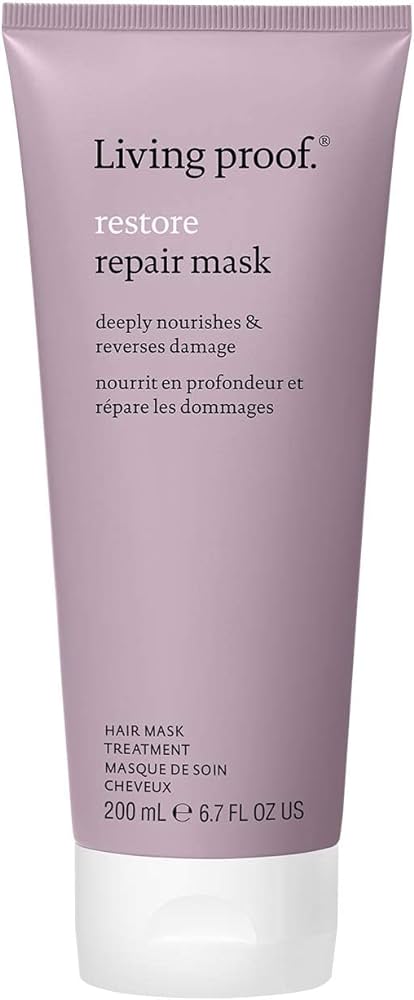 Living proof.®
restore
repair mask
deeply nourishes &
reverses damage
nourrit en profondeur et
répare les dommages
HAIR MASK
TREATMENT
MASQUE DE SOIN
CHEVEUX
200 mL ℮ 6.7 FL OZ US